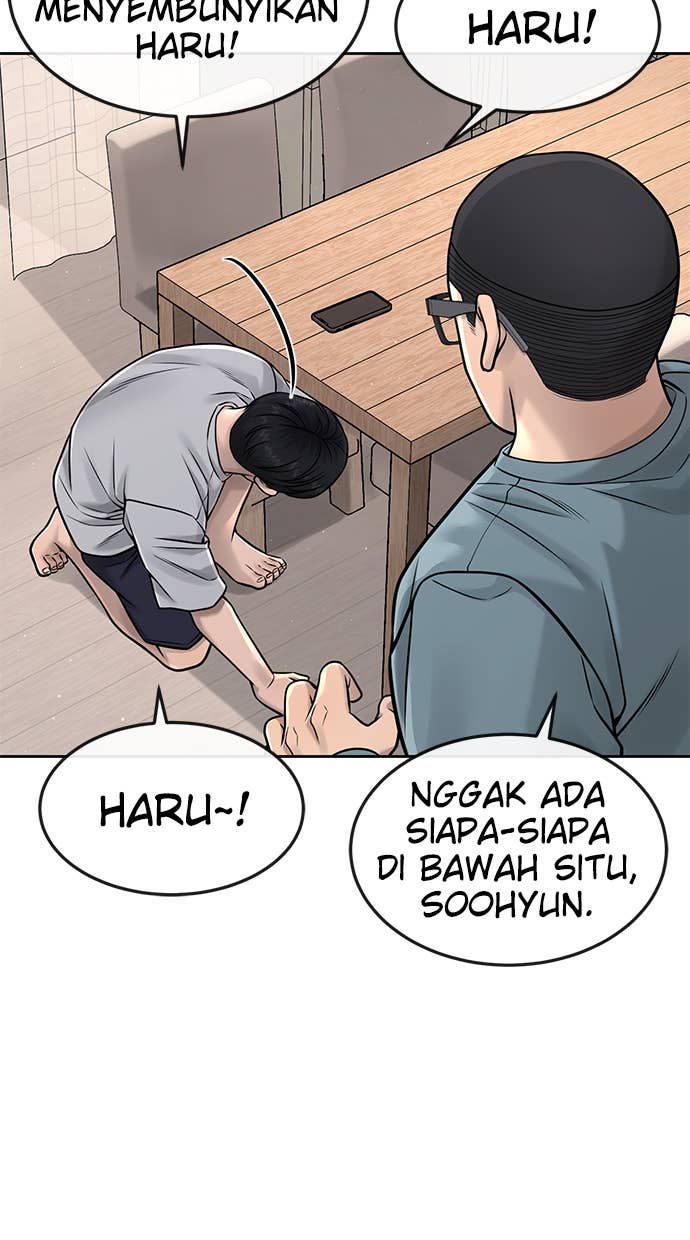 MENYEMBUNYIKAN
HARU!
HARU!
HARU~!
NGGAK ADA
SIAPA-SIAPA
DI BAWAH SITU,
SOOHYUN.